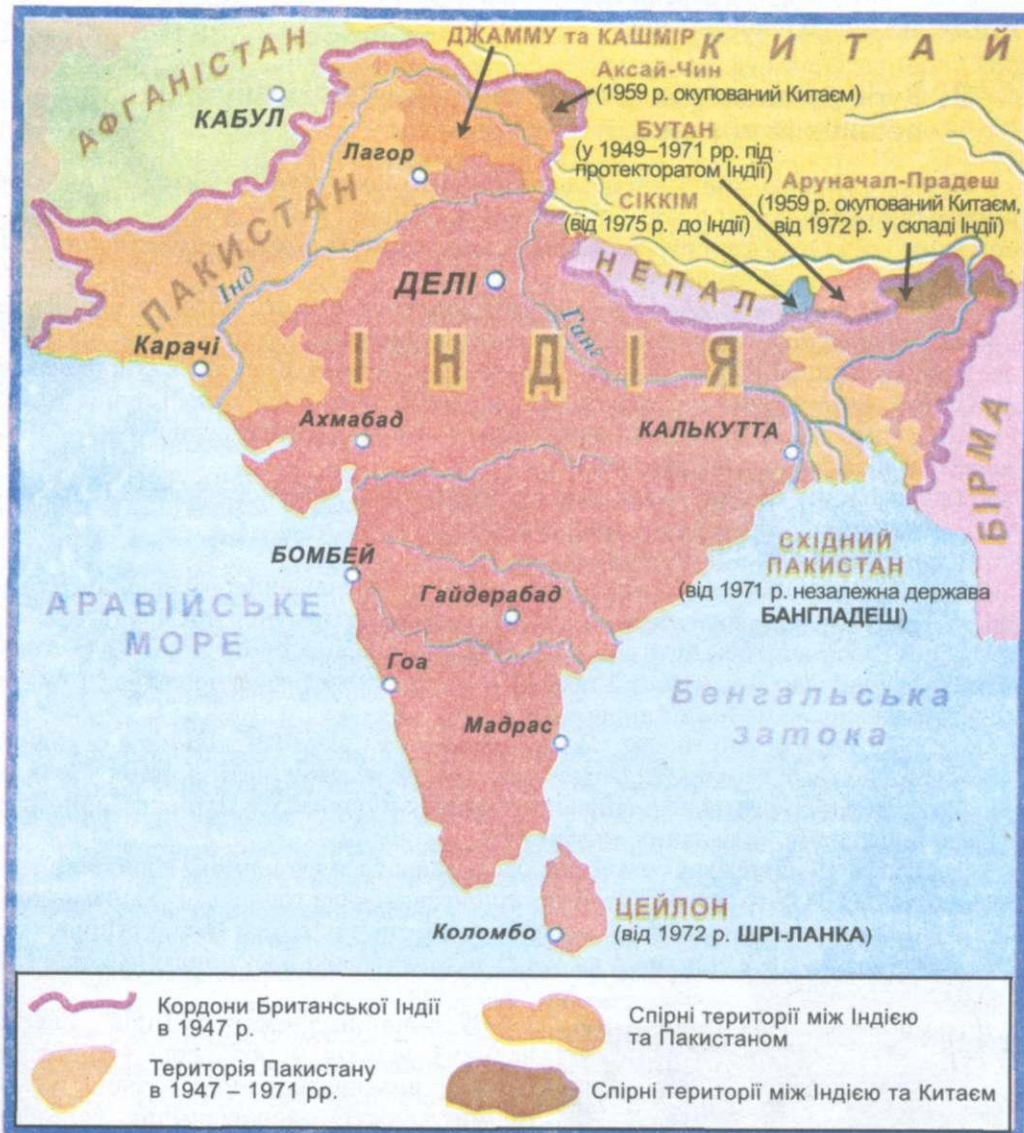 ДЖАММУ та КАШМІР
КИТАЙ
АФГАНІСТАН
Аксай-Чин
(1959 р. окупований Китаєм)
КАБУЛ
БУТАН
(у 1949–1971 рр. під
протекторатом Індії)
Лагор
Аруначал-Прадеш
(1959 р. окупований Китаєм,
від 1972 р. у складі Індії)
СІККІМ
(від 1975 р. до Індії)
ПАКИСТАН
Інд
ДЕЛІ
НЕПАЛ
Ганг
Карачі
ІНДІЯ
Ахмабад
КАЛЬКУТТА
БІРМА
БОМБЕЙ
СХІДНИЙ
ПАКИСТАН
(від 1971 р. незалежна держава
БАНГЛАДЕШ)
Гайдерабад
АРАВІЙСЬКЕ
МОРЕ
Гоа
Бенгальська
затока
Мадрас
ЦЕЙЛОН
(від 1972 р. ШРІ-ЛАНКА)
Коломбо
Кордони Британської Індії
в 1947 р.
Територія Пакистану
в 1947 – 1971 рр.
Спірні території між Індією
та Пакистаном
Спірні території між Індією та Китаєм